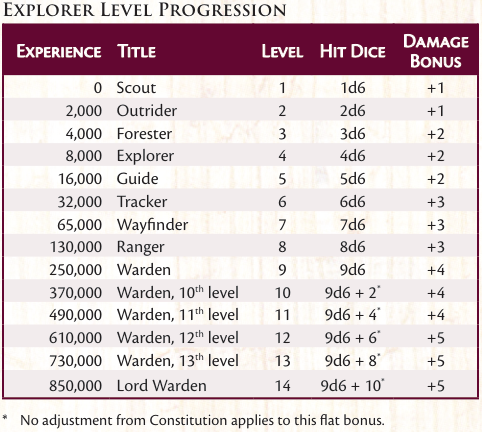 Explorer Level Progression
Experience Title Level Hit Dice Damage Bonus
0 Scout 1 1d6 +1
2,000 Outrider 2 2d6 +1
4,000 Forester 3 3d6 +2
8,000 Explorer 4 4d6 +2
16,000 Guide 5 5d6 +2
32,000 Tracker 6 6d6 +3
65,000 Wayfinder 7 7d6 +3
130,000 Ranger 8 8d6 +3
250,000 Warden 9 9d6 +4
370,000 Warden, 10th level 10 9d6 + 2* +4
490,000 Warden, 11th level 11 9d6 + 4* +4
610,000 Warden, 12th level 12 9d6 + 6* +5
730,000 Warden, 13th level 13 9d6 + 8* +5
850,000 Lord Warden 14 9d6 + 10* +5
* No adjustment from Constitution applies to this flat bonus.